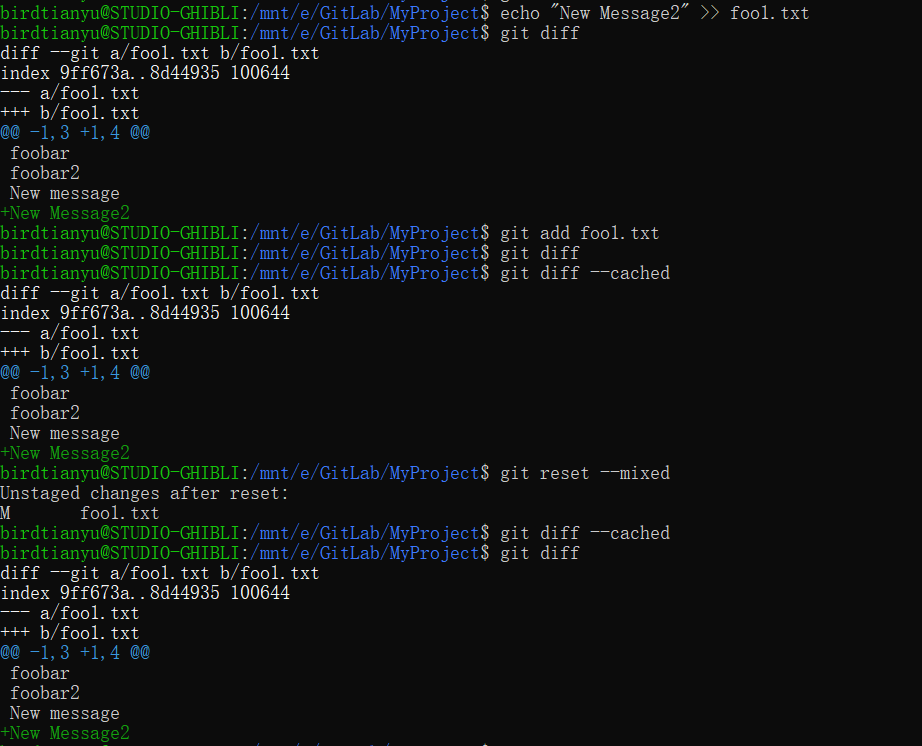 birdtianyu@STUDIO-GHIBLI:/mnt/e/GitLab/MyProject$ echo "New Message2" >> fool.txt
birdtianyu@STUDIO-GHIBLI:/mnt/e/GitLab/MyProject$ git diff
diff --git a/fool.txt b/fool.txt
index 9ff673a..8d44935 100644
--- a/fool.txt
+++ b/fool.txt
@@ -1,3 +1,4 @@
 foobar
 foobar2
 New message
+New Message2
birdtianyu@STUDIO-GHIBLI:/mnt/e/GitLab/MyProject$ git add fool.txt
birdtianyu@STUDIO-GHIBLI:/mnt/e/GitLab/MyProject$ git diff
birdtianyu@STUDIO-GHIBLI:/mnt/e/GitLab/MyProject$ git diff --cached
diff --git a/fool.txt b/fool.txt
index 9ff673a..8d44935 100644
--- a/fool.txt
+++ b/fool.txt
@@ -1,3 +1,4 @@
 foobar
 foobar2
 New message
+New Message2
birdtianyu@STUDIO-GHIBLI:/mnt/e/GitLab/MyProject$ git reset --mixed
Unstaged changes after reset:
M       fool.txt
birdtianyu@STUDIO-GHIBLI:/mnt/e/GitLab/MyProject$ git diff --cached
birdtianyu@STUDIO-GHIBLI:/mnt/e/GitLab/MyProject$ git diff
diff --git a/fool.txt b/fool.txt
index 9ff673a..8d44935 100644
--- a/fool.txt
+++ b/fool.txt
@@ -1,3 +1,4 @@
 foobar
 foobar2
 New message
+New Message2